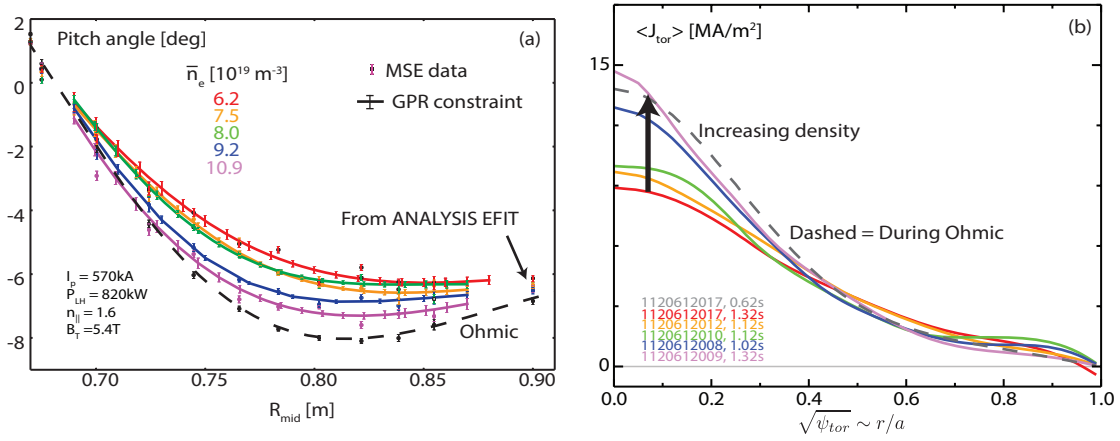 Pitch angle [deg]
(a)
n̅e [10^19 m^-3]
6.2
7.5
8.0
9.2
10.9
MSE data
GPR constraint
From ANALYSIS EFIT
Ohmic
Ip = 570kA
PLH = 820kW
n|| = 1.6
BT = 5.4T
2
0
-2
-4
-6
-8
0.70
0.75
0.80
0.85
0.90
Rmid [m]
<Jtor> [MA/m²]
(b)
15
0
Increasing density
Dashed = During Ohmic
1120612017, 0.62s
1120612017, 1.32s
1120612012, 1.12s
1120612010, 1.12s
1120612008, 1.02s
1120612009, 1.32s
0.0
0.2
0.4
0.6
0.8
1.0
√ψtor ~ r/a